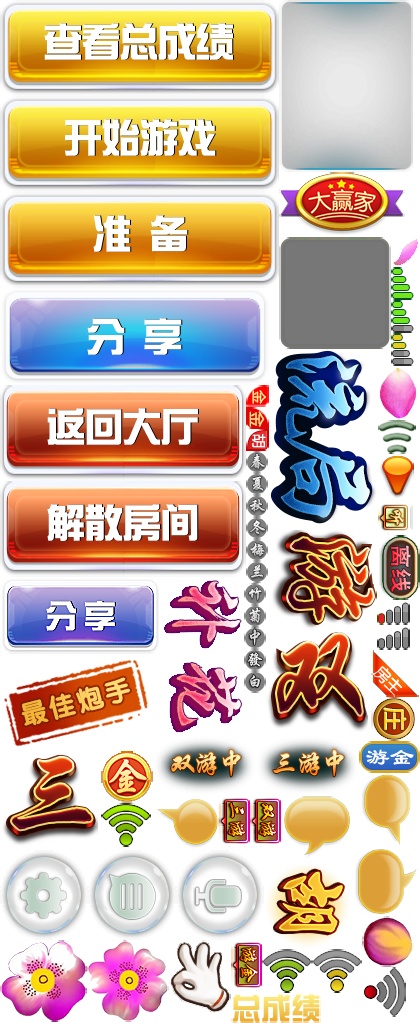 查看总成绩
开始游戏
大赢家
准备
分享
返回大厅
金
金
胡
流局
春
夏
秋
冬
梅
兰
竹
菊
中
發
白
解散房间
游
离线
分享
补
花
双
房主
最佳炮手
庄
三
金
双游中
三游中
游金
三游
双游
胡
游金
总成绩